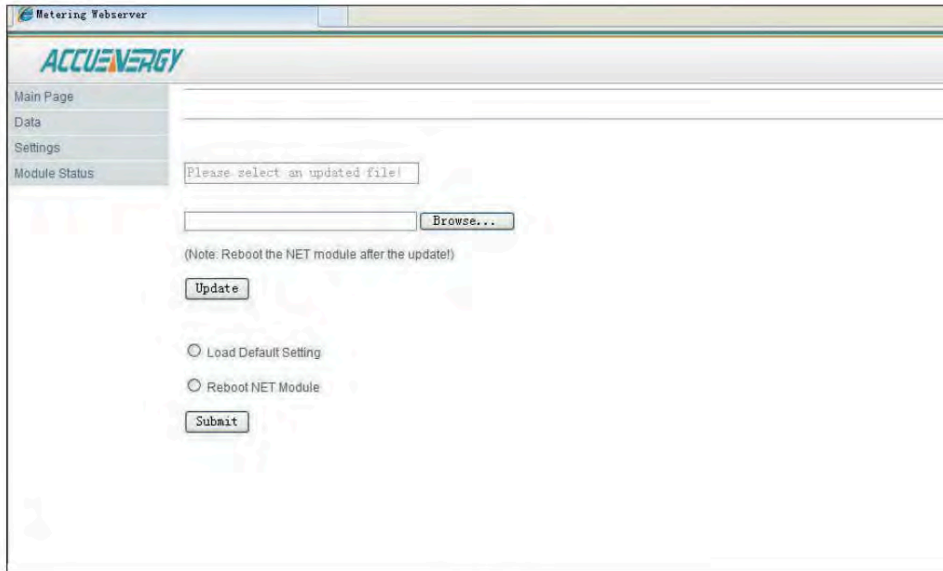 Metering Webserver
ACCUENERGY
Main Page
Data
Settings
Module Status
Please select an updated file!
Browse...
(Note: Reboot the NET module after the update!)
Update
Load Default Setting
Reboot NET Module
Submit